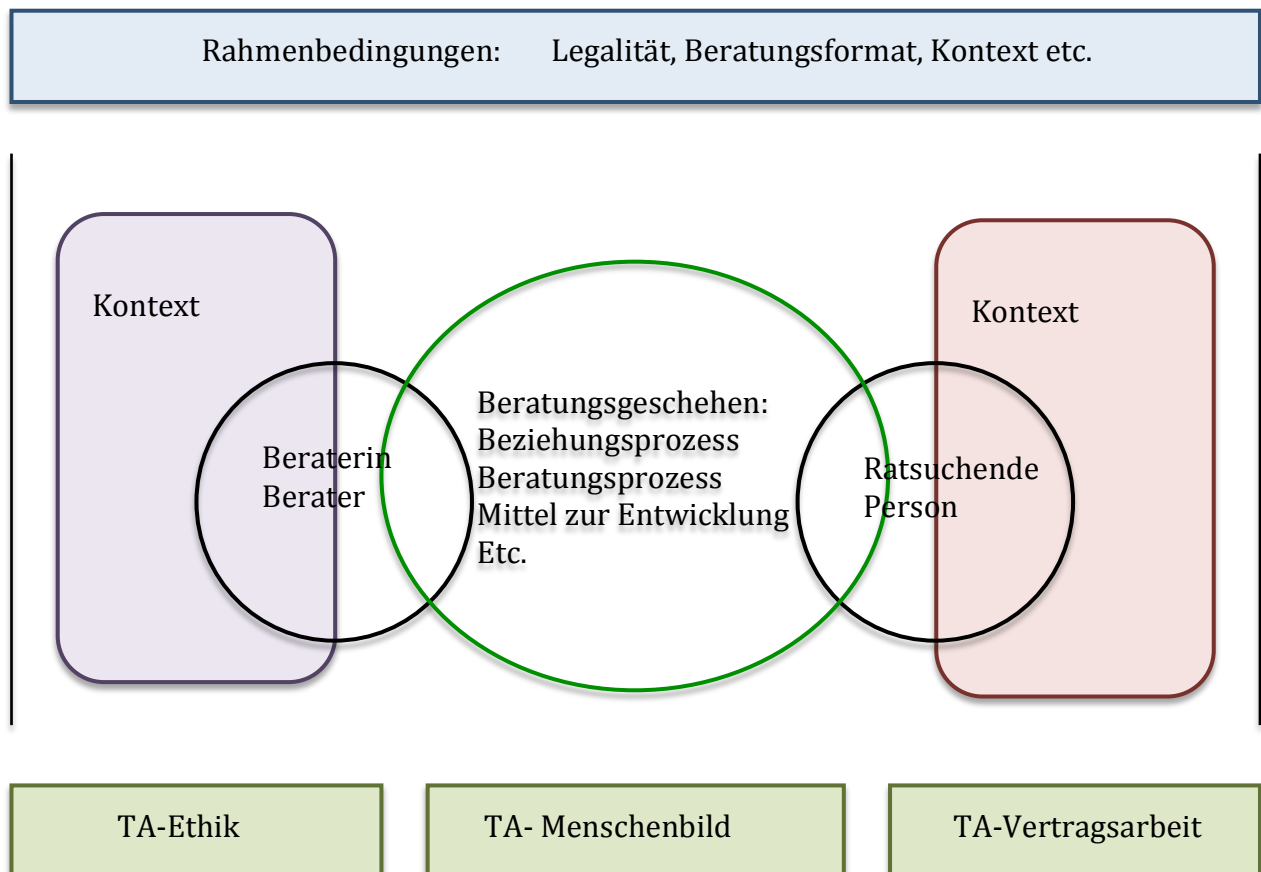 Rahmenbedingungen: Legalität, Beratungsformat, Kontext etc.
Kontext
Beraterin
Berater
Beratungsgeschehen:
Beziehungsprozess
Beratungsprozess
Mittel zur Entwicklung
Etc.
Kontext
Ratsuchende
Person
TA-Ethik
TA- Menschenbild
TA-Vertragsarbeit